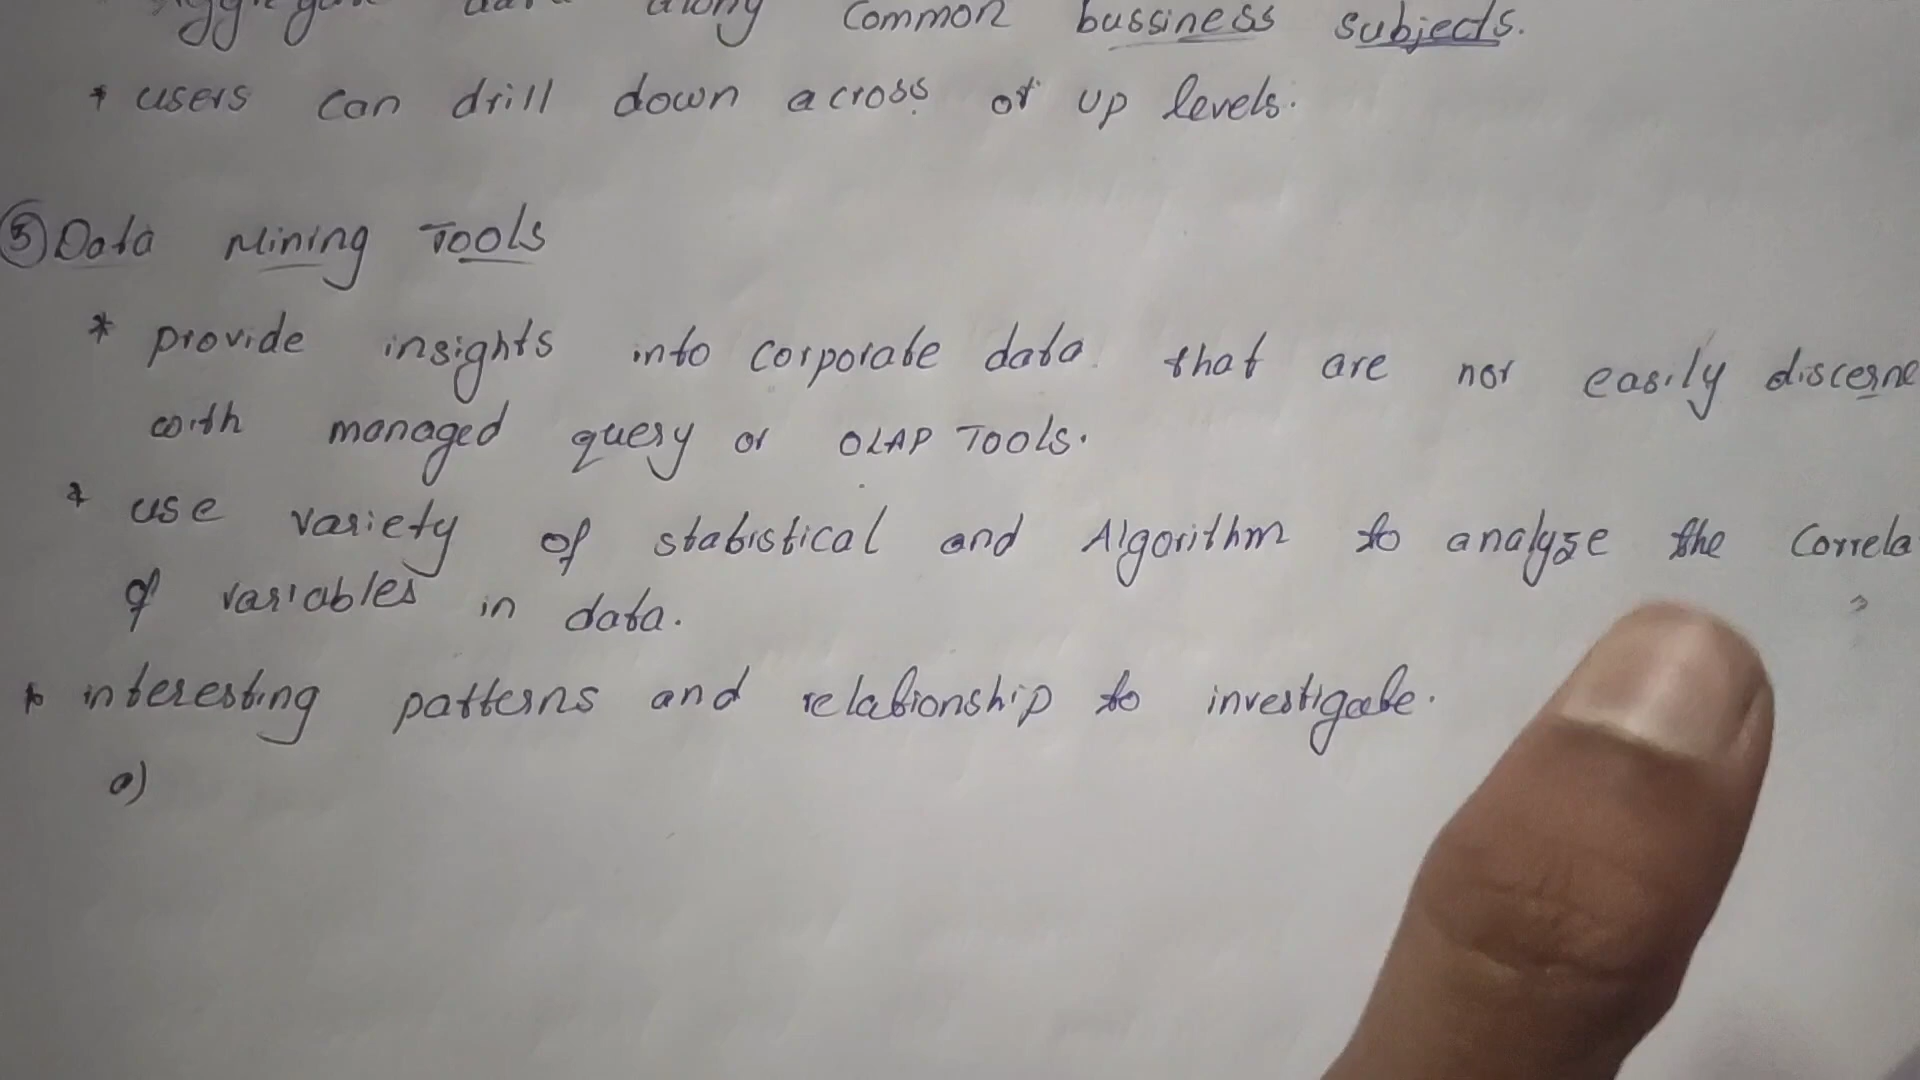 Common bussiness subjects.
* users can drill down across or up levels.
⑤ Data Mining Tools
* provide insights into corporate data that are not easily discerne
with managed query or OLAP Tools.
* use variety of statistical and Algorithm to analyze the Correla
of variables in data.
* interesting patterns and relationship to investigate.
a)